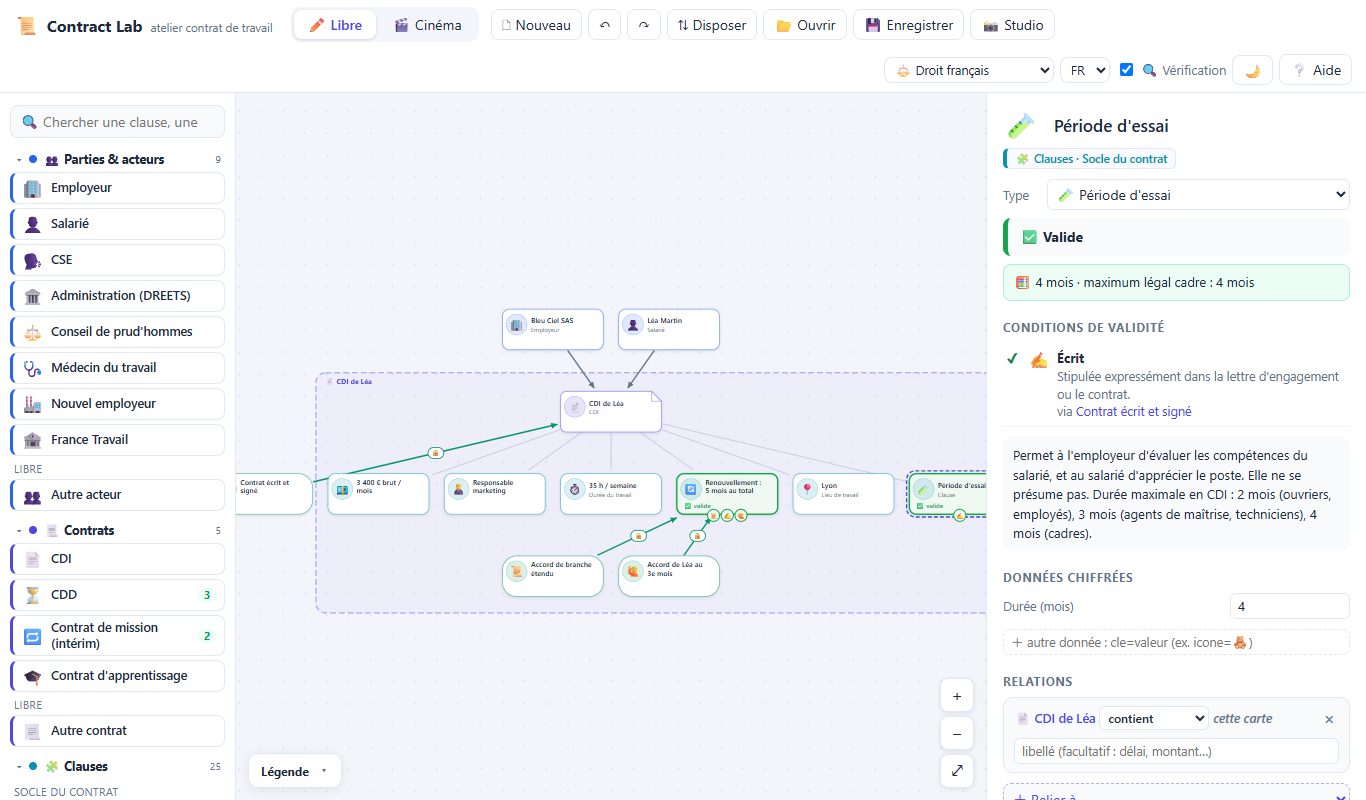 Contract Lab atelier contrat de travail
Libre
Cinéma
Nouveau
Disposer
Ouvrir
Enregistrer
Studio
Droit français
FR
Vérification
Aide
Chercher une clause, une
Parties & acteurs 9
Employeur
Salarié
CSE
Administration (DREETS)
Conseil de prud'hommes
Médecin du travail
Nouvel employeur
France Travail
LIBRE
Autre acteur
Contrats 5
CDI
CDD 3
Contrat de mission
(intérim) 2
Contrat d'apprentissage
LIBRE
Autre contrat
Clauses 25
SOCLE DU CONTRAT
Bleu Ciel SAS
Employeur
Léa Martin
Salarié
CDI de Léa
CDI de Léa
CDI
Contrat écrit et
signé
3 400 € brut /
mois
Responsable
marketing
35 h / semaine
Durée du travail
Renouvellement :
5 mois au total
valide
Lyon
Lieu de travail
Période d'essai
Clause
valide
Accord de branche
étendu
Accord de Léa au
3e mois
Légende
+
−
Période d'essai
Clauses · Socle du contrat
Type
Période d'essai
Valide
4 mois · maximum légal cadre : 4 mois
CONDITIONS DE VALIDITÉ
Écrit
Stipulée expressément dans la lettre d'engagement
ou le contrat.
via Contrat écrit et signé
Permet à l'employeur d'évaluer les compétences du
salarié, et au salarié d'apprécier le poste. Elle ne se
présume pas. Durée maximale en CDI : 2 mois (ouvriers,
employés), 3 mois (agents de maîtrise, techniciens), 4
mois (cadres).
DONNÉES CHIFFRÉES
Durée (mois) 4
+ autre donnée : cle=valeur (ex. icone=🧸)
RELATIONS
CDI de Léa contient cette carte ×
libellé (facultatif : délai, montant…)
+ Relier à